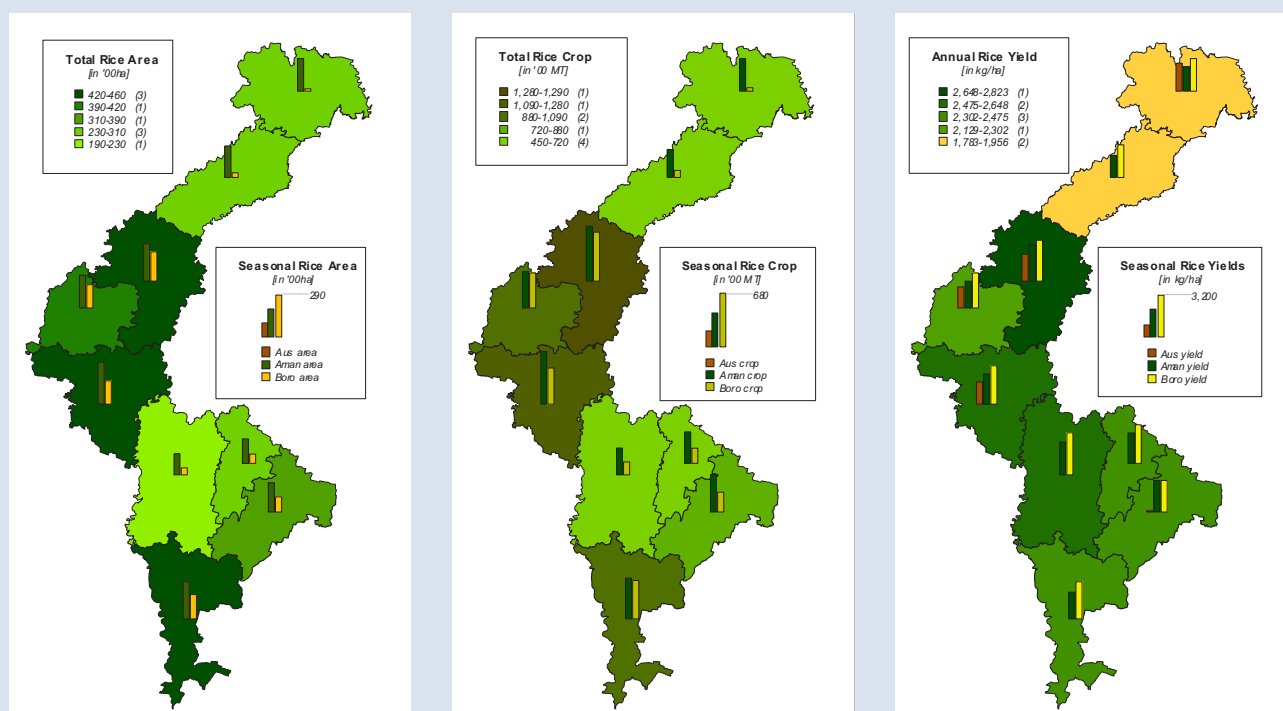 Total Rice Area
[in '00ha]
420-460 (3)
390-420 (1)
310-390 (1)
230-310 (3)
190-230 (1)
Seasonal Rice Area
[in '00ha]
290
Aus area
Aman area
Boro area
Total Rice Crop
[in '00 MT]
1,280-1,290 (1)
1,090-1,280 (1)
880-1,090 (2)
720-880 (1)
450-720 (4)
Seasonal Rice Crop
[in '00 MT]
680
Aus crop
Aman crop
Boro crop
Annual Rice Yield
[in kg/ha]
2,648-2,823 (1)
2,475-2,648 (2)
2,302-2,475 (3)
2,129-2,302 (1)
1,783-1,956 (2)
Seasonal Rice Yields
[in kg/ha]
3,200
Aus yield
Aman yield
Boro yield